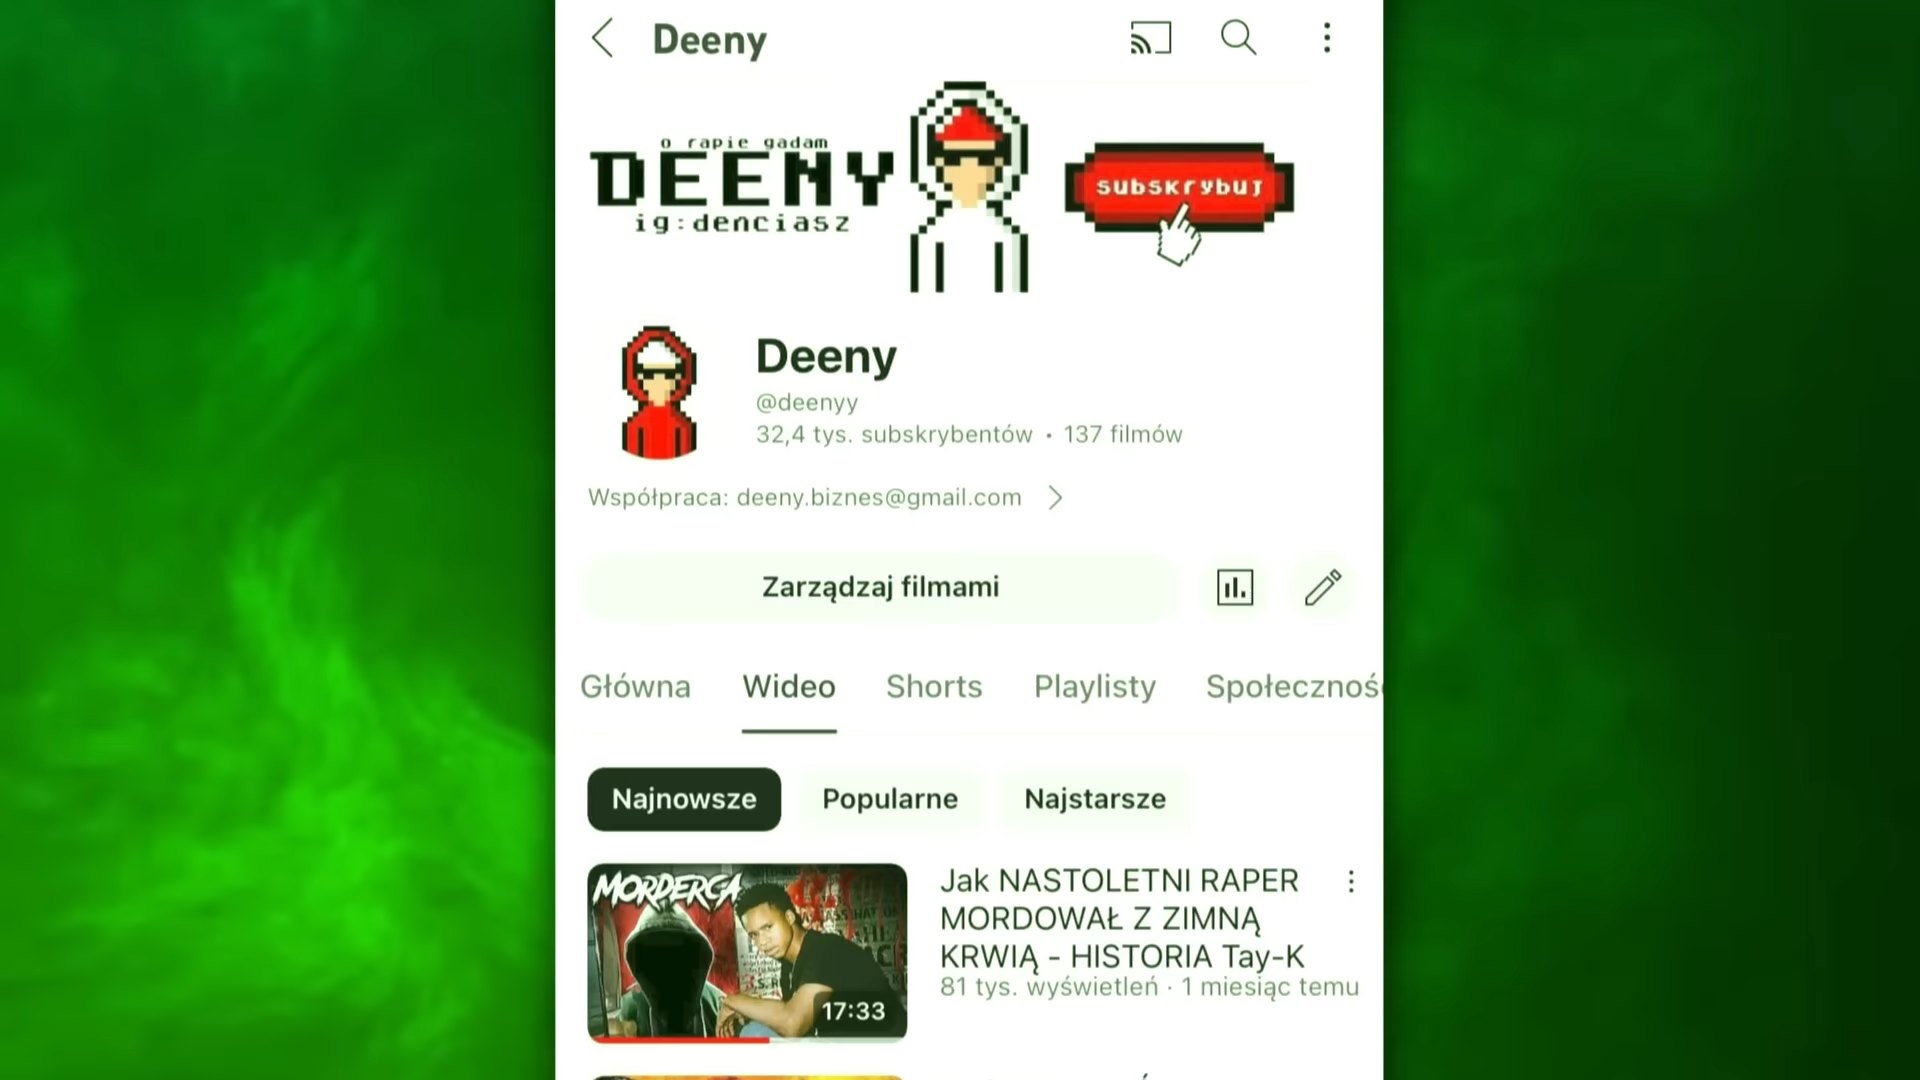 Deeny
o rapie gadam
DEENY
ig:denciasz
subskrybuj
Deeny
@deenyy
32,4 tys. subskrybentów • 137 filmów
Współpraca: deeny.biznes@gmail.com
Zarządzaj filmami
Główna Wideo Shorts Playlisty Społecznoś
Najnowsze Popularne Najstarsze
MORDERCA
17:33
Jak NASTOLETNI RAPER
MORDOWAŁ Z ZIMNĄ
KRWIĄ - HISTORIA Tay-K
81 tys. wyświetleń · 1 miesiąc temu